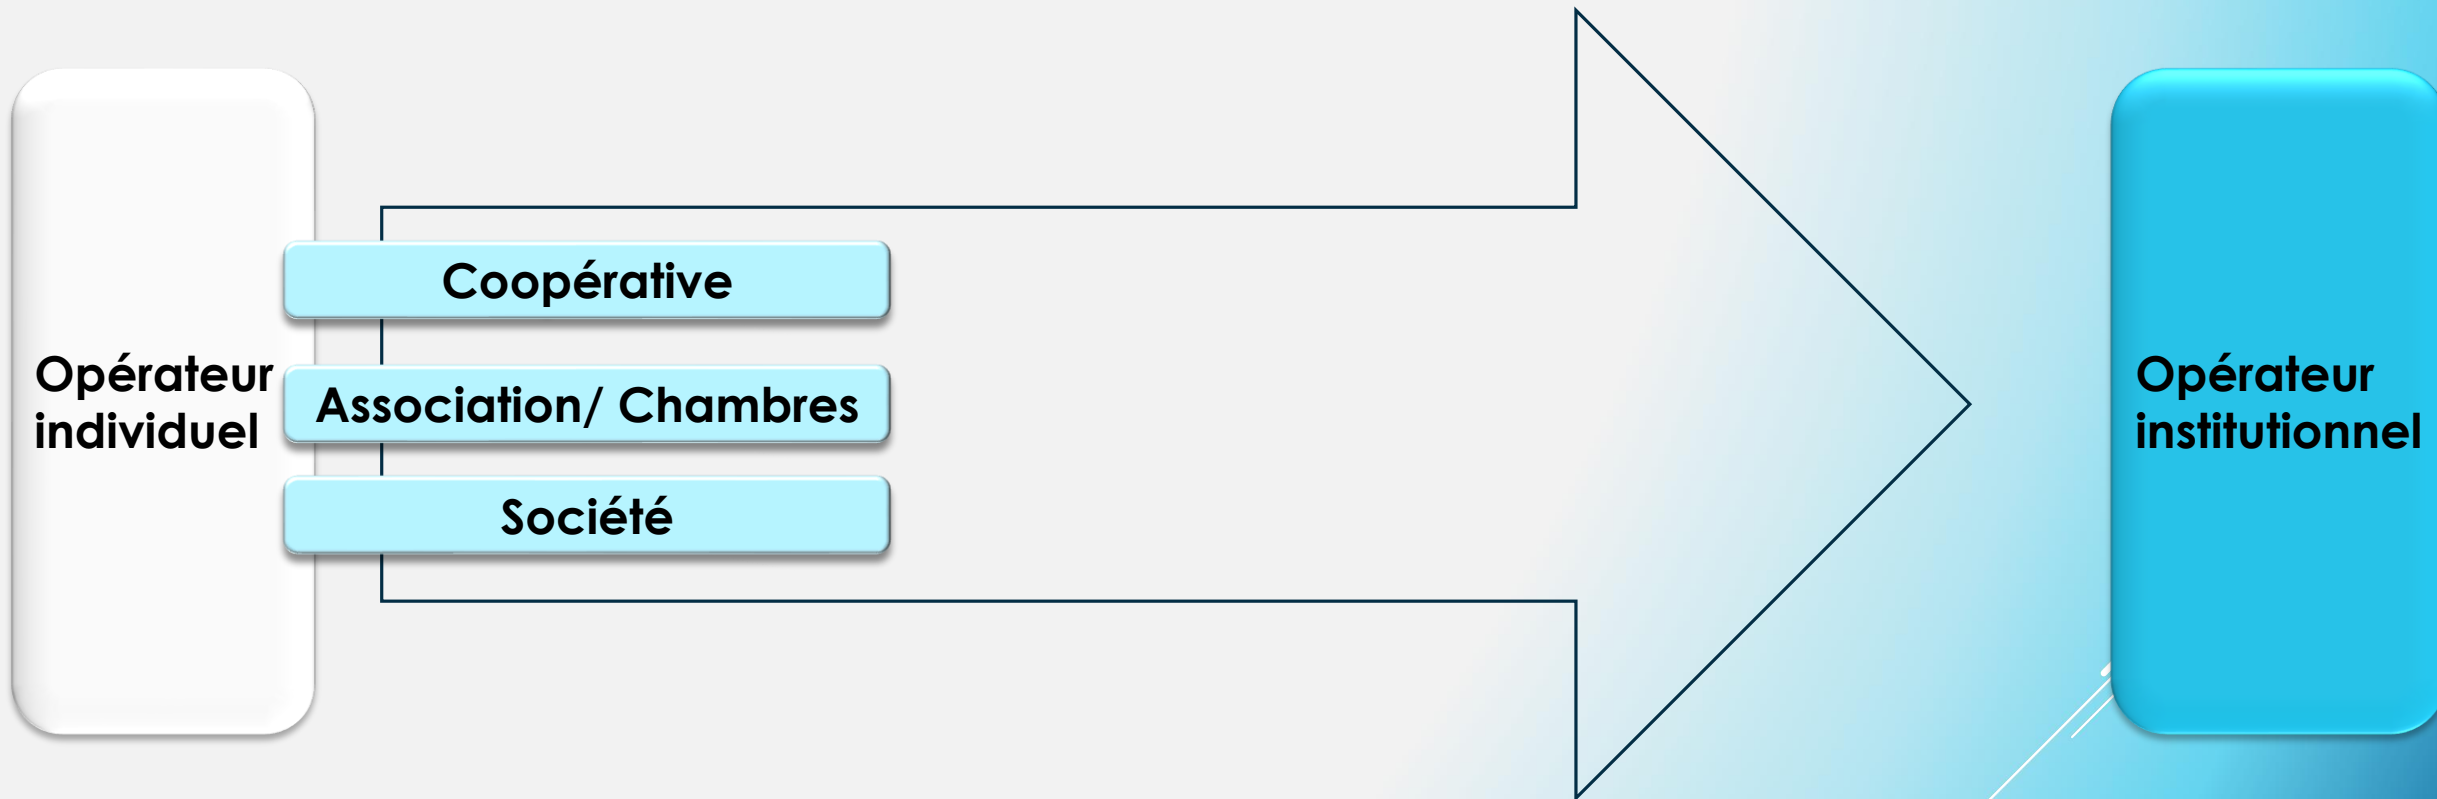 Opérateur
individuel
Coopérative
Association/ Chambres
Société
Opérateur
institutionnel